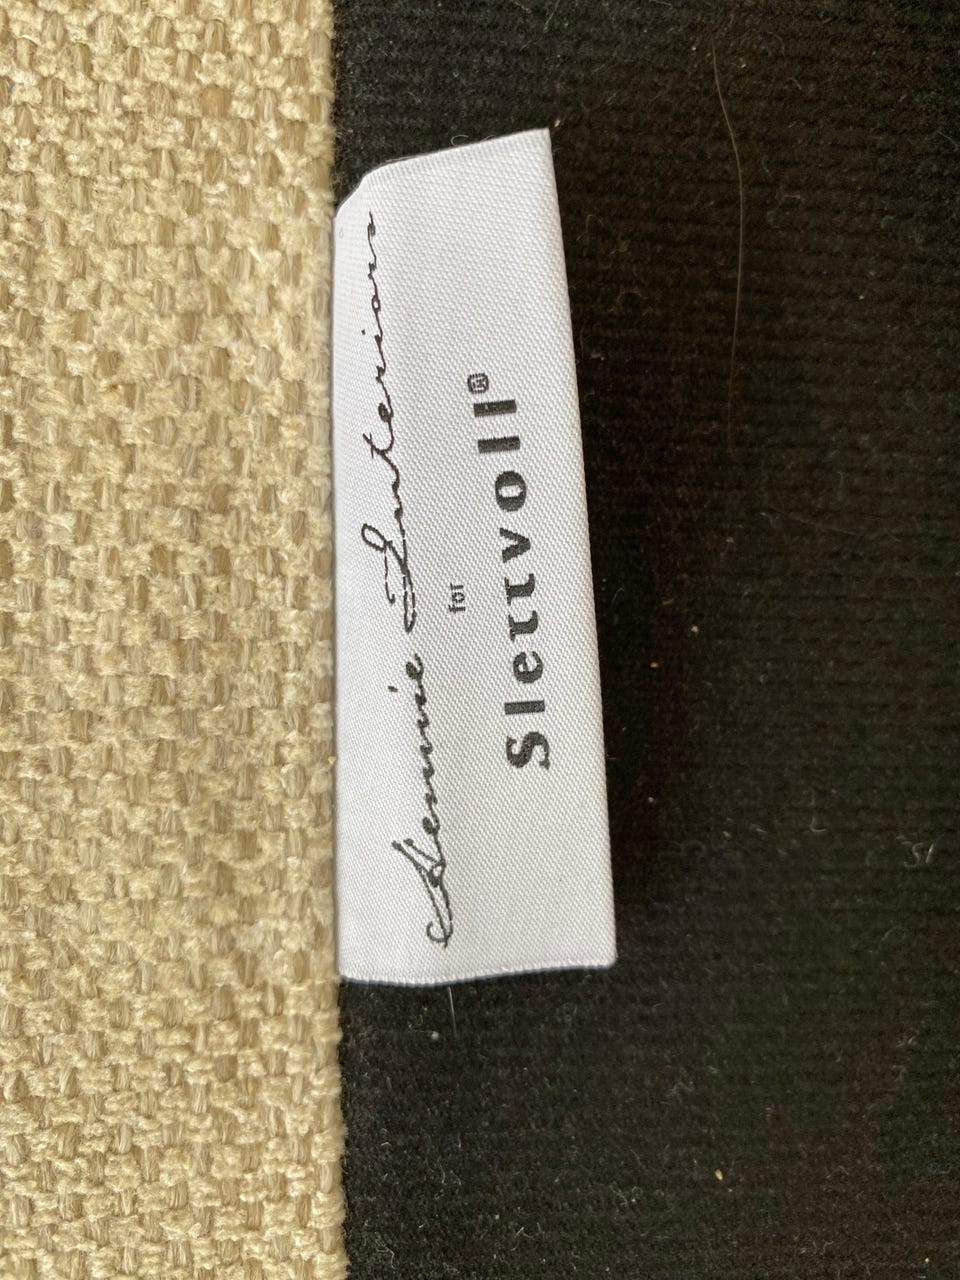 Hennie Interiors
for
Slettvoll®